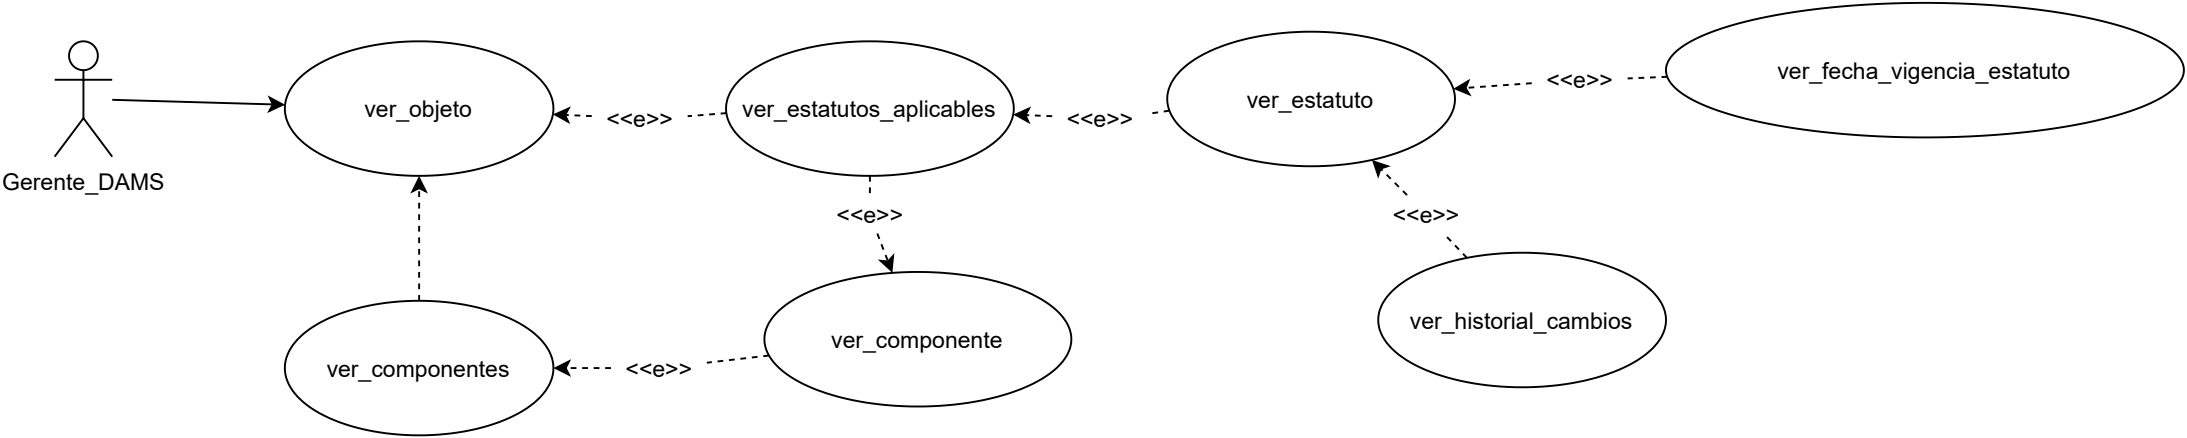 ver_fecha_vigencia_estatuto
<<e>>
ver_estatuto
ver_objeto
ver_estatutos_aplicables
<<e>>
<<e>>
Gerente_DAMS
<<e>>
<<e>>
ver_historial_cambios
ver_componente
ver_componentes
<<e>>